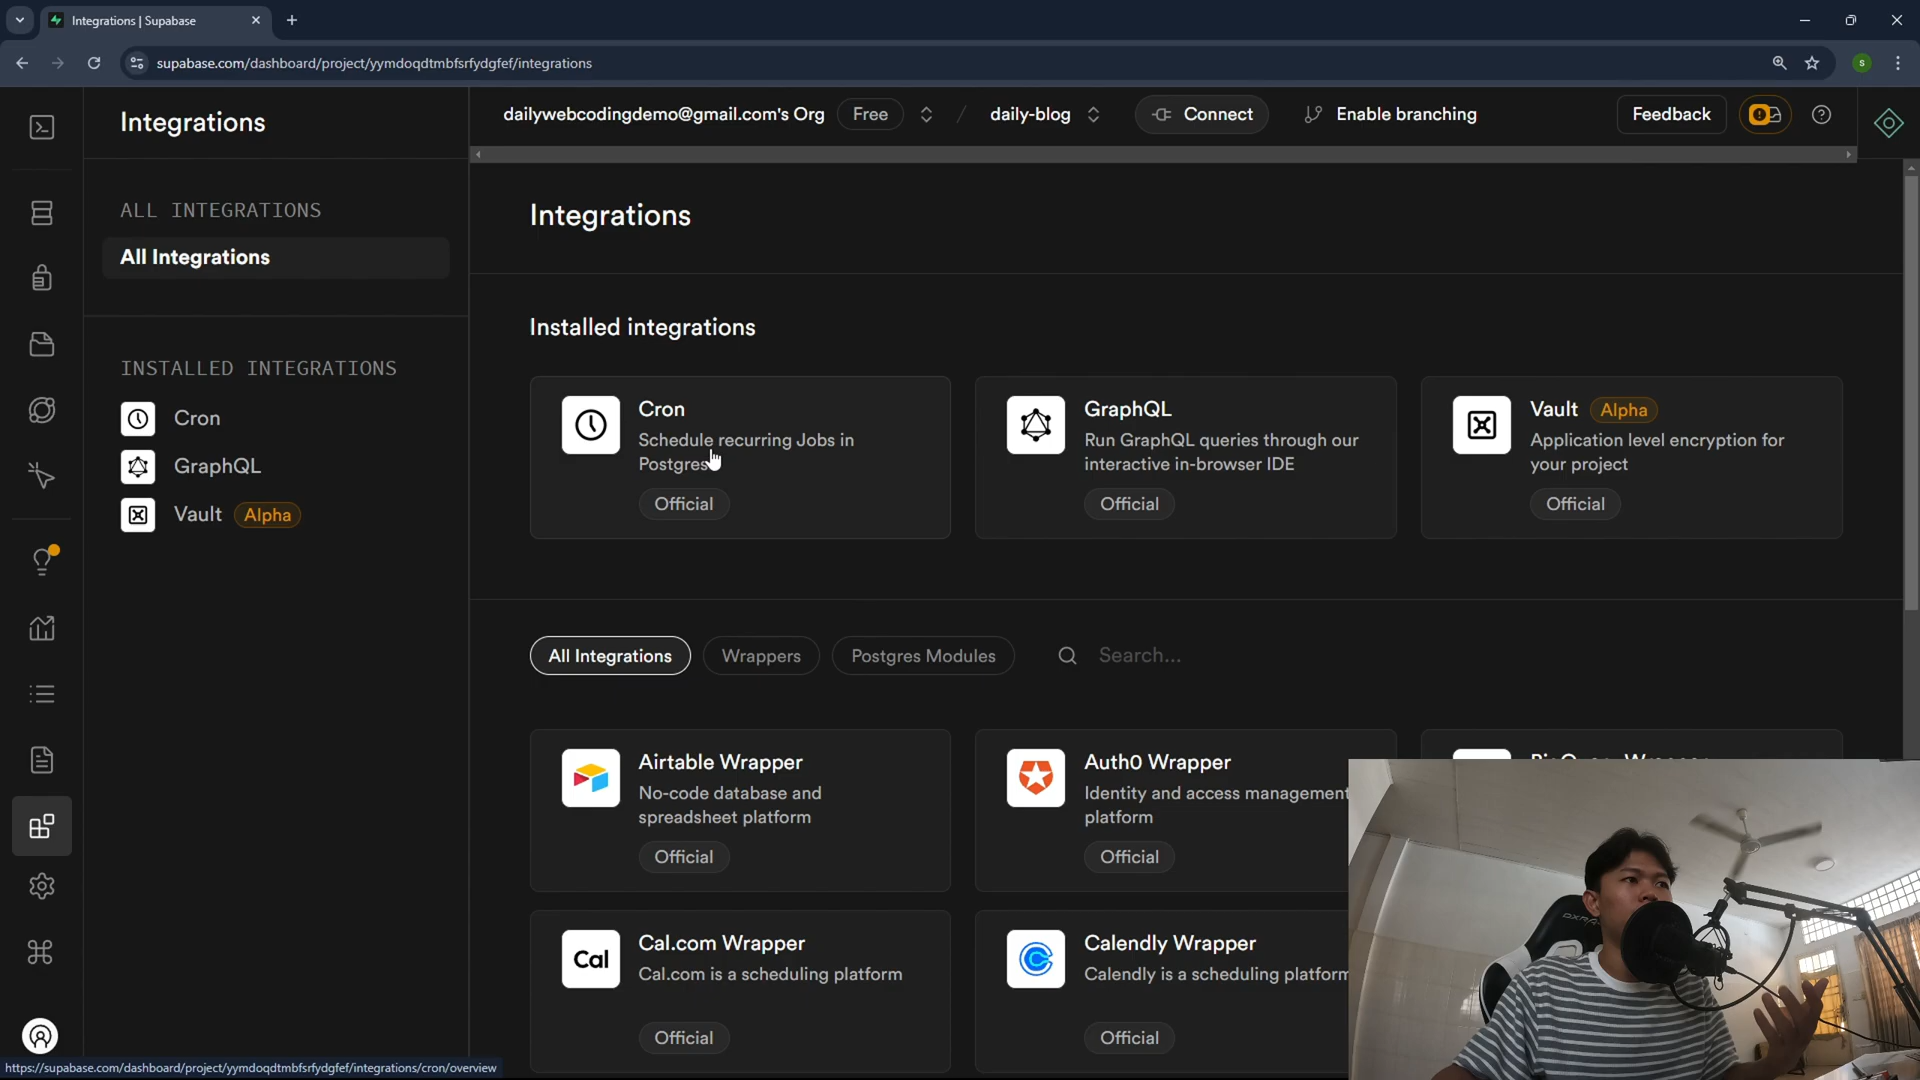 Integrations | Supabase
supabase.com/dashboard/project/yymdoqdtmbfsrfydgfef/integrations
S
Integrations
dailywebcodingdemo@gmail.com's Org
Free
daily-blog
Connect
Enable branching
Feedback
ALL INTEGRATIONS
All Integrations
INSTALLED INTEGRATIONS
Cron
GraphQL
Vault Alpha
Integrations
Installed integrations
Cron
Schedule recurring Jobs in
Postgres
Official
GraphQL
Run GraphQL queries through our
interactive in-browser IDE
Official
Vault Alpha
Application level encryption for
your project
Official
All Integrations
Wrappers
Postgres Modules
Search...
Airtable Wrapper
No-code database and
spreadsheet platform
Official
Auth0 Wrapper
Identity and access management
platform
Official
Cal
Cal.com Wrapper
Cal.com is a scheduling platform
Official
Calendly Wrapper
Calendly is a scheduling platform
Official
https://supabase.com/dashboard/project/yymdoqdtmbfsrfydgfef/integrations/cron/overview